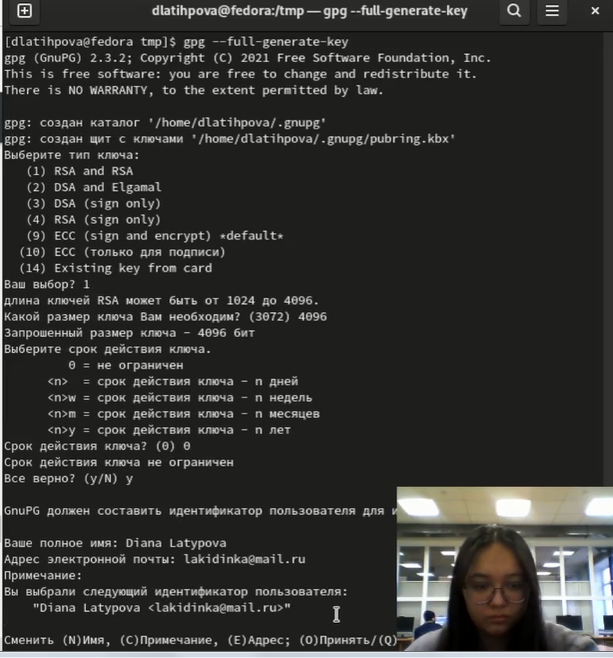 dlatihpova@fedora:/tmp — gpg --full-generate-key
[dlatihpova@fedora tmp]$ gpg --full-generate-key
gpg (GnuPG) 2.3.2; Copyright (C) 2021 Free Software Foundation, Inc.
This is free software: you are free to change and redistribute it.
There is NO WARRANTY, to the extent permitted by law.
gpg: создан каталог '/home/dlatihpova/.gnupg'
gpg: создан щит с ключами '/home/dlatihpova/.gnupg/pubring.kbx'
Выберите тип ключа:
(1) RSA and RSA
(2) DSA and Elgamal
(3) DSA (sign only)
(4) RSA (sign only)
(9) ECC (sign and encrypt) *default*
(10) ECC (только для подписи)
(14) Existing key from card
Ваш выбор? 1
длина ключей RSA может быть от 1024 до 4096.
Какой размер ключа Вам необходим? (3072) 4096
Запрошенный размер ключа - 4096 бит
Выберите срок действия ключа.
0 = не ограничен
<n> = срок действия ключа - n дней
<n>w = срок действия ключа - n недель
<n>m = срок действия ключа - n месяцев
<n>y = срок действия ключа - n лет
Срок действия ключа? (0) 0
Срок действия ключа не ограничен
Все верно? (y/N) y
GnuPG должен составить идентификатор пользователя для и
Ваше полное имя: Diana Latypova
Адрес электронной почты: lakidinka@mail.ru
Примечание:
Вы выбрали следующий идентификатор пользователя:
"Diana Latypova <lakidinka@mail.ru>"
Сменить (N)Имя, (C)Примечание, (E)Адрес; (O)Принять/(Q)